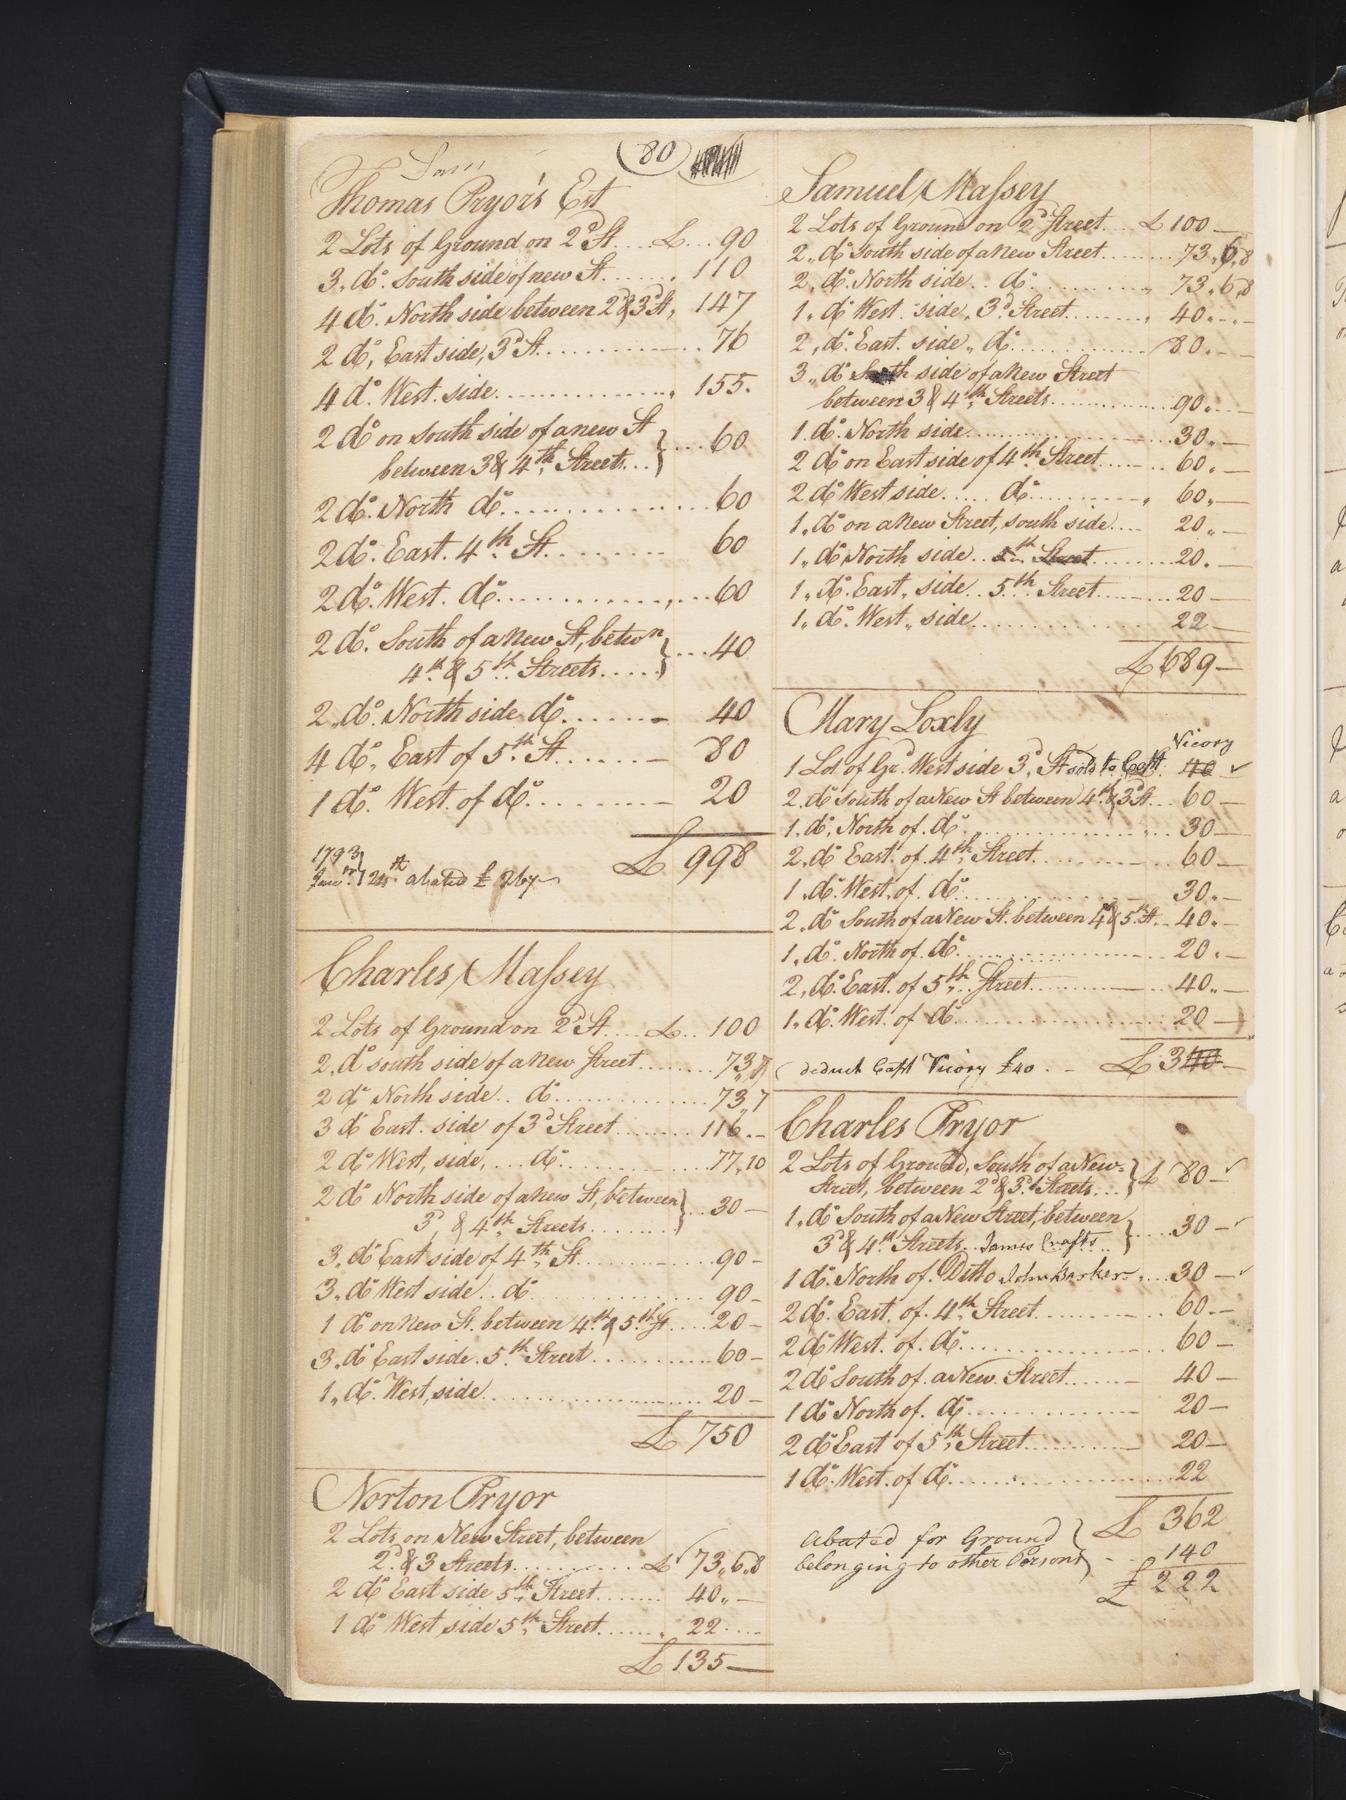 80
Thomas Pryor's Est
2 Lots of Ground on 2d St.... £... 90
3, do. South side of new St....... 110
4 do. North side between 2d & 3d St, 147
2 do, East side, 3d St............ 76
4 do. West. side................, 155.
2 do on South side of a new St
between 3 & 4th. Streets... } .... 60
2 do. North do.............. 60
2 do. East. 4th. St......... 60
2 do. West. do.............. 60
2 do. South of a New St, betwn
4th. & 5th. Streets..... } .... 40
2, do. North side do....... 40
4 do, East of 5th. St....... 80
1 do. West. of do......... 20
£ 998
1793
24th abated £ 267
Charles Massey
2 Lots of Ground on 2d St.... £.. 100
2, do south side of a New Street......... 73,7
2 do North side.. do................ 73,7
3 do East. side of 3d Street......... 116..
2 do West, side,.... do............. 77,10
2 do North side of a new St, between
3d, & 4th. Streets......... } ... 30
3, do East side of 4th, St............ 90
3, do West side.. do................ 90
1 do on New St. between 4th. & 5th. St..... 20
3, do East side. 5th. Street............ 60
1, do. West, side..................... 20
£ 750
Norton Pryor
2 Lots on New Street, between
2d. & 3 Streets............ £ 73,,6,,8
2 do East side 5th, Street....... 40,,
1 do West side 5th, Street....... 22....
£ 135
Samuel Massey
2 Lots of Ground on 2d Street.... £ 100
2,, do South side of a New Street....... 73,,6,,8
2, do. North side.. do.............. 73,,6,,8
1, do West. side, 3d. Street........ 40..
2, do. East. side,, do.............. 80..
3,, do side of a New Street
between 3 & 4th. Streets............ 90,
1. do. North side................... 30,,
2 do on East side of 4th. Street..... 60,
2 do West side...... do............. 60,,
1, do on a New Street, south side.... 20,,
1,, do North side.. 5th. Street........ 20.
1,, do. East,, side.. 5th. Street....... 20
1, do. West,, side................... 22
£ 689
Mary Loxly
Vicory
1 Lot of Grd. West side 3d, St sold to Capt. 40
2. do South of a New St between 4th. & 3d St... 60
1. do, North of. do................ 30
2, do East. of. 4th. Street.......... 60
1, do. West. of. do................ 30..
2, do South of a New St. between 4 & 5th St.. 40.
1, do. North of. do................ 20.
2, do. East. of 5th. Street.......... 40..
1, do. West. of do................. 20
deduct Capt Vicory £40 .. £ 340
Charles Pryor
2 Lots of Ground, South of a New
Street, between 2d & 3d. Streets... } £ 80
1, do South of a New Street, between
3d & 4th. Streets.. James Crafts.. } .... 30
1 do. North of. Ditto John Barker,.... 30
2 do. East. of. 4th. Street........... 60..
2 do West. of. do.................. 60
2 do South of. a New. Street........ 40
1 do North of. do.................. 20
2 do East of 5th, Street............ 20
1 do. West. of do.................. 22
£ 362
abated for Ground
belonging to other Persons } .. 140
£ 222